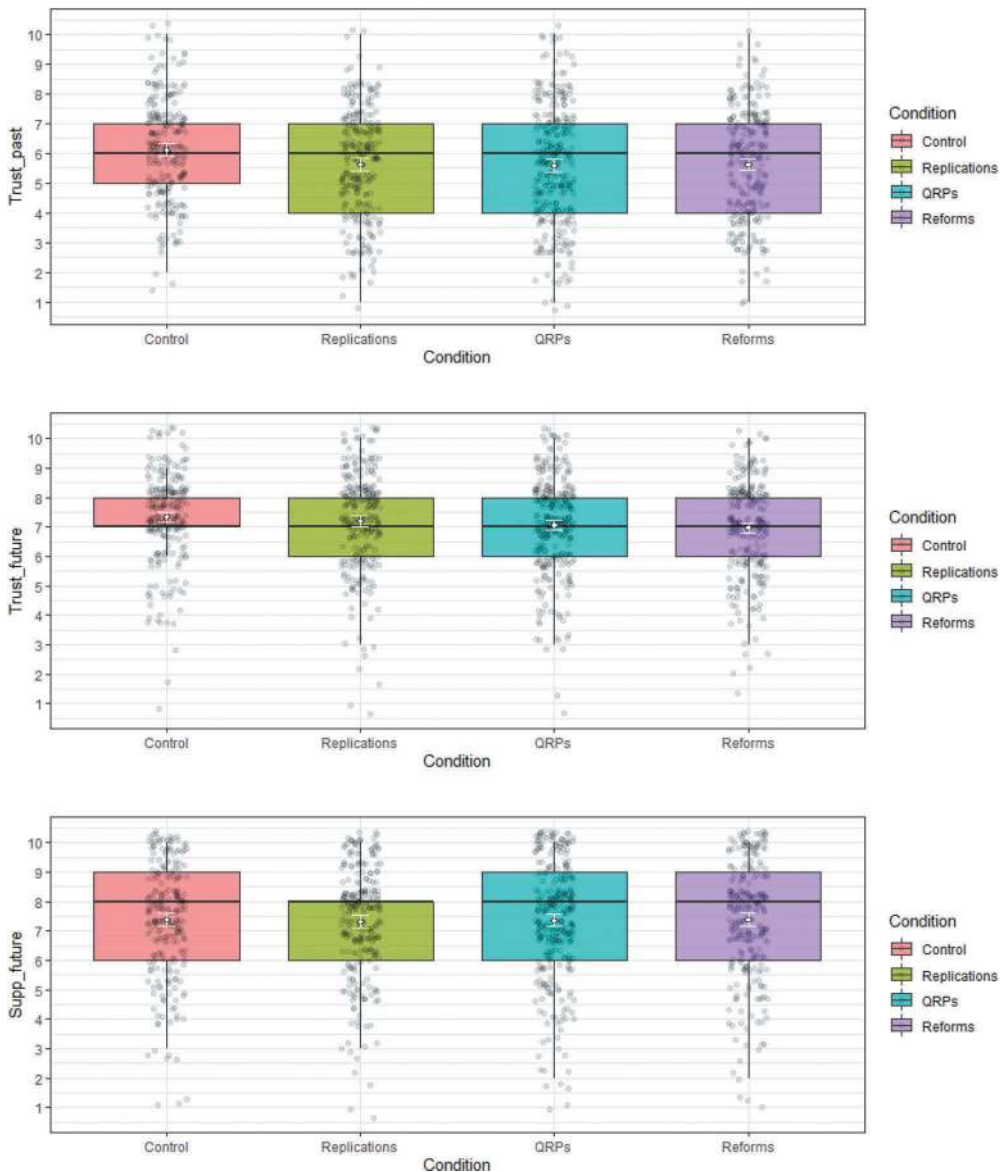 Trust_past
10
9
8
7
6
5
4
3
2
1
Control
Replications
QRPs
Reforms
Condition
Condition
Control
Replications
QRPs
Reforms
Trust_future
10
9
8
7
6
5
4
3
2
1
Control
Replications
QRPs
Reforms
Condition
Condition
Control
Replications
QRPs
Reforms
Supp_future
10
9
8
7
6
5
4
3
2
1
Control
Replications
QRPs
Reforms
Condition
Condition
Control
Replications
QRPs
Reforms